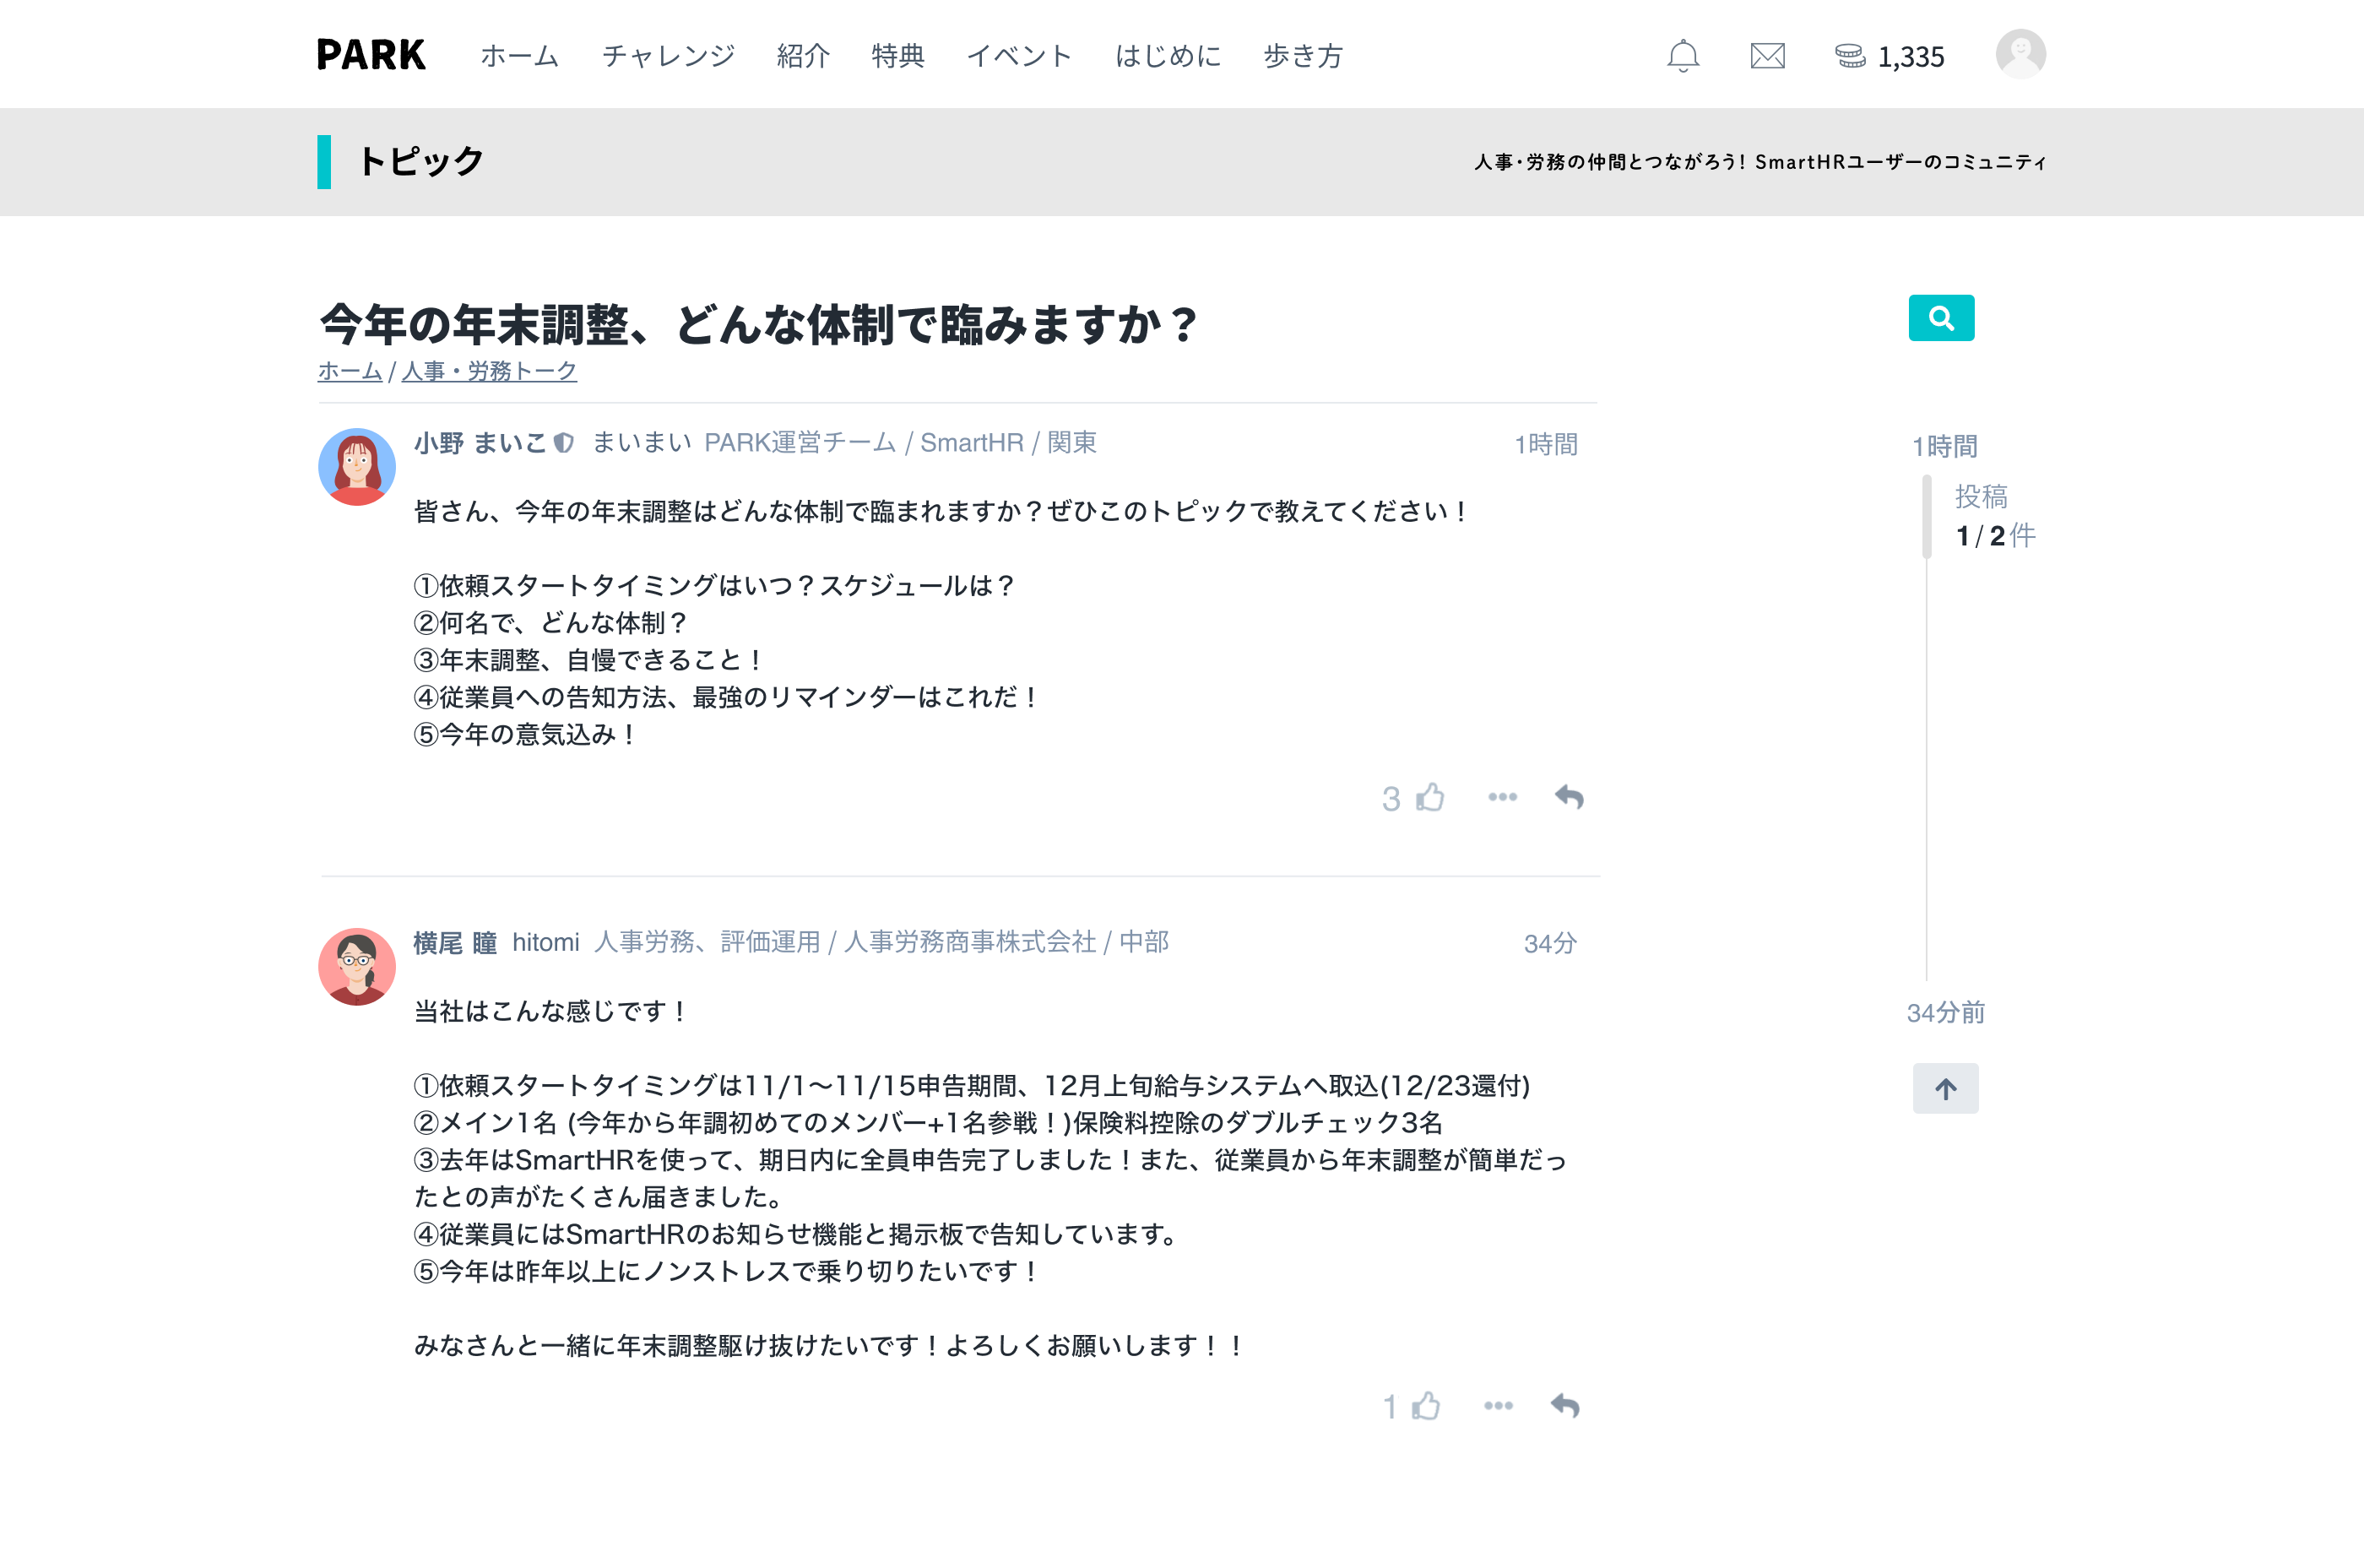 PARK ホーム チャレンジ 紹介 特典 イベント はじめに 歩き方 1,335
トピック 人事・労務の仲間とつながろう! SmartHRユーザーのコミュニティ
今年の年末調整、どんな体制で臨みますか？
ホーム / 人事・労務トーク
小野 まいこ まいまい PARK運営チーム / SmartHR / 関東 1時間
皆さん、今年の年末調整はどんな体制で臨まれますか？ぜひこのトピックで教えてください！
①依頼スタートタイミングはいつ？スケジュールは？
②何名で、どんな体制？
③年末調整、自慢できること！
④従業員への告知方法、最強のリマインダーはこれだ！
⑤今年の意気込み！
3
1時間
投稿
1 / 2 件
横尾 瞳 hitomi 人事労務、評価運用 / 人事労務商事株式会社 / 中部 34分
当社はこんな感じです！
①依頼スタートタイミングは11/1〜11/15申告期間、12月上旬給与システムへ取込(12/23還付)
②メイン1名 (今年から年調初めてのメンバー+1名参戦！)保険料控除のダブルチェック3名
③去年はSmartHRを使って、期日内に全員申告完了しました！また、従業員から年末調整が簡単だっ
たとの声がたくさん届きました。
④従業員にはSmartHRのお知らせ機能と掲示板で告知しています。
⑤今年は昨年以上にノンストレスで乗り切りたいです！
みなさんと一緒に年末調整駆け抜けたいです！よろしくお願いします！！
1
34分前